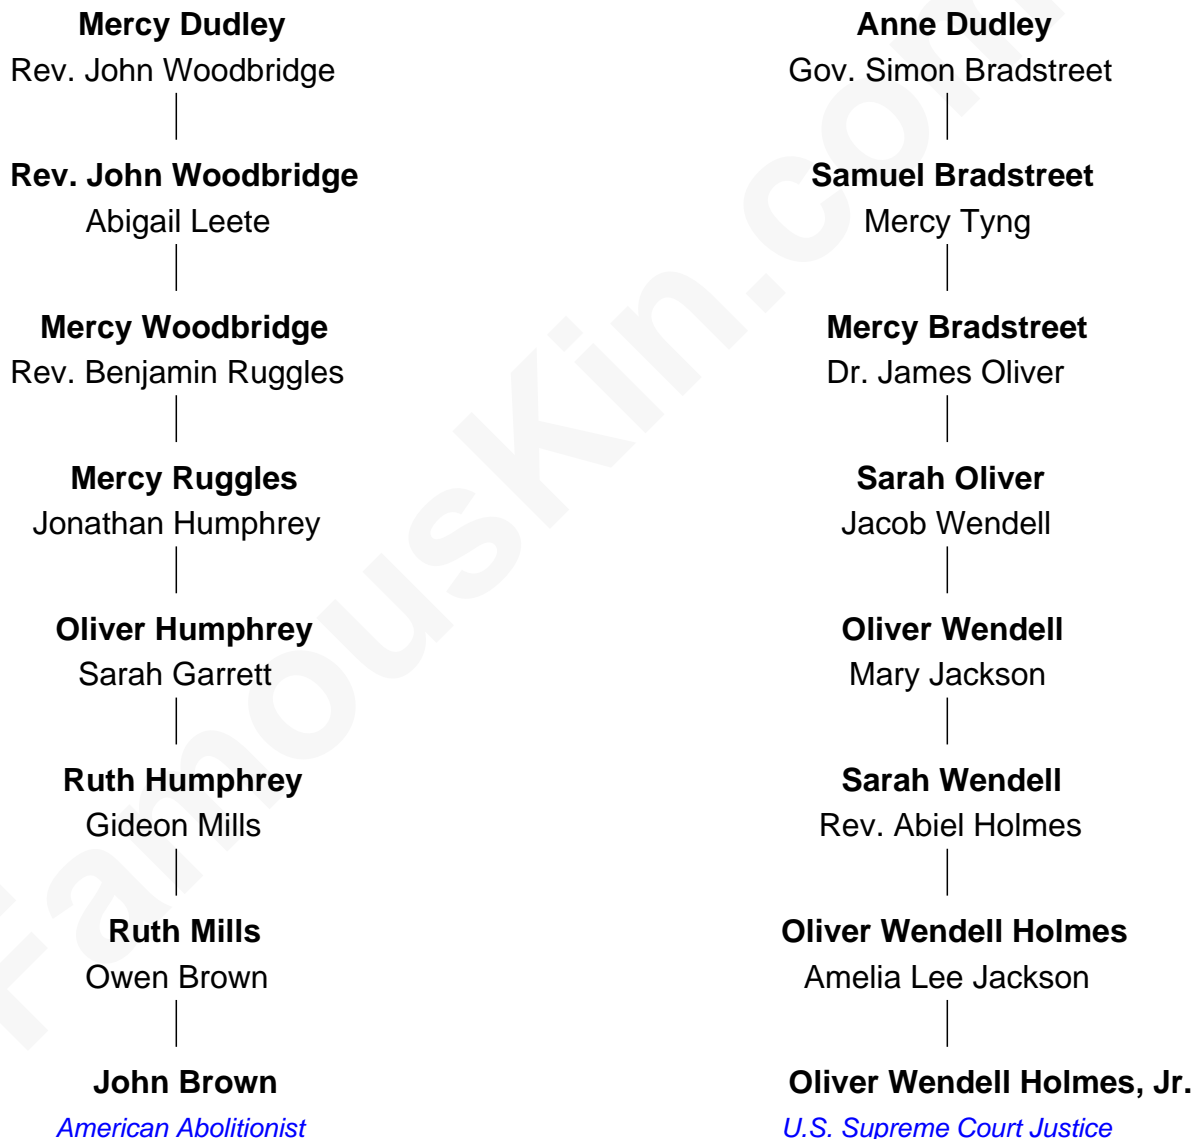 Mercy Dudley
Rev. John Woodbridge
Rev. John Woodbridge
Abigail Leete
Mercy Woodbridge
Rev. Benjamin Ruggles
Mercy Ruggles
Jonathan Humphrey
Oliver Humphrey
Sarah Garrett
Ruth Humphrey
Gideon Mills
Ruth Mills
Owen Brown
John Brown
American Abolitionist
Anne Dudley
Gov. Simon Bradstreet
Samuel Bradstreet
Mercy Tyng
Mercy Bradstreet
Dr. James Oliver
Sarah Oliver
Jacob Wendell
Oliver Wendell
Mary Jackson
Sarah Wendell
Rev. Abiel Holmes
Oliver Wendell Holmes
Amelia Lee Jackson
Oliver Wendell Holmes, Jr.
U.S. Supreme Court Justice
FamousKin.com